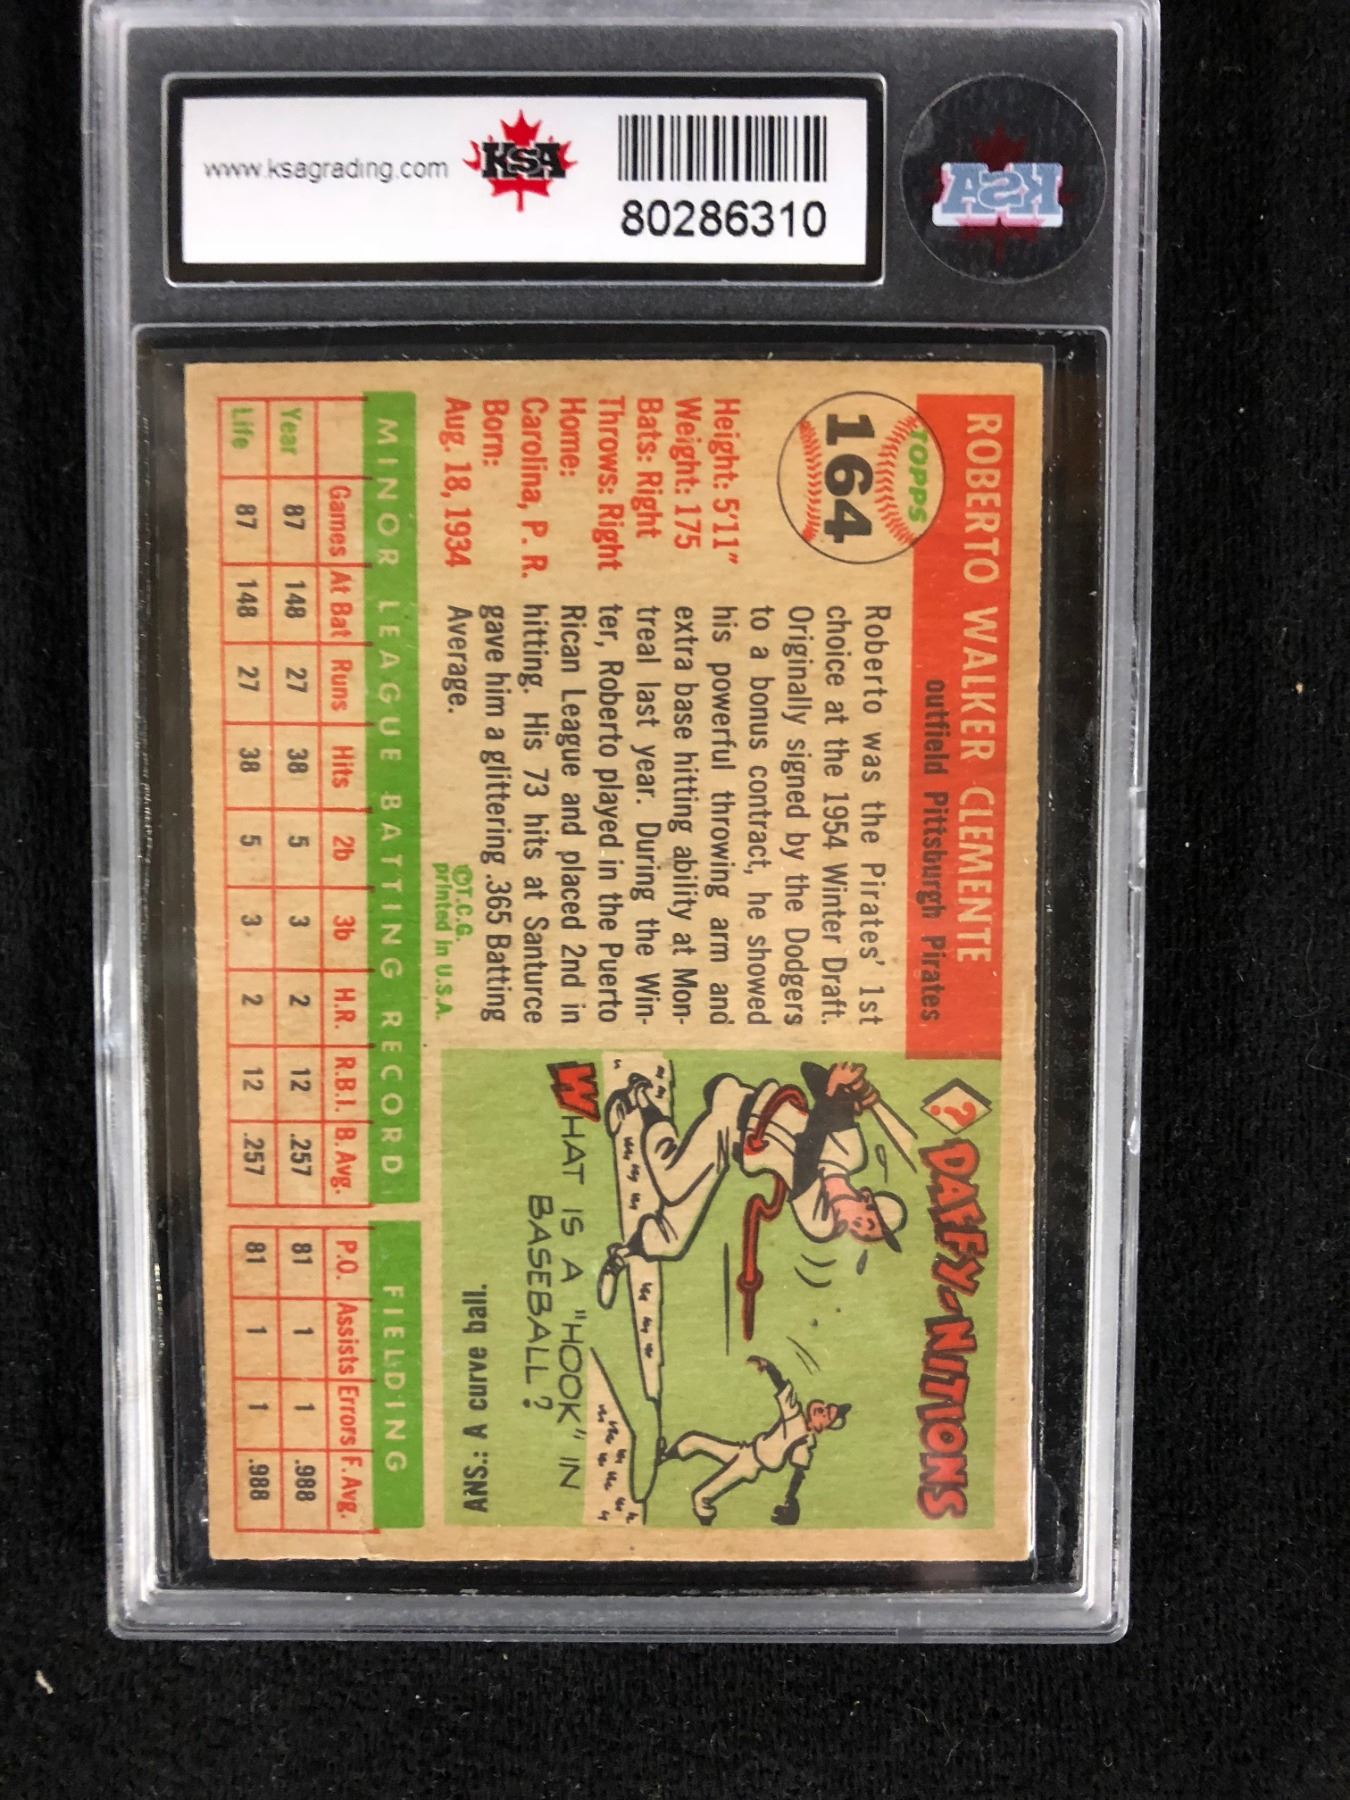 www.ksagrading.com
KSA
80286310
KSA
ROBERTO WALKER CLEMENTE
outfield Pittsburgh Pirates
TOPPS
164
Height: 5'11"
Weight: 175
Bats: Right
Throws: Right
Home:
Carolina, P. R.
Born:
Aug. 18, 1934
Roberto was the Pirates' 1st
choice at the 1954 Winter Draft.
Originally signed by the Dodgers
to a bonus contract, he showed
his powerful throwing arm and
extra base hitting ability at Mon-
treal last year. During the Win-
ter, Roberto played in the Puerto
Rican League and placed 2nd in
hitting. His 73 hits at Santurce
gave him a glittering .365 Batting
Average.
©T.C.G.
printed in U.S.A.
? DAFFY-NITIONS
WHAT IS A "HOOK" IN
BASEBALL?
ANS: A curve ball.
MINOR LEAGUE BATTING RECORD FIELDING
Games At Bat Runs Hits 2b 3b H.R. R.B.I. B. Avg. P.O. Assists Errors F. Avg.
Year 87 148 27 38 5 3 2 12 .257 81 1 1 .988
Life 87 148 27 38 5 3 2 12 .257 81 1 1 .988